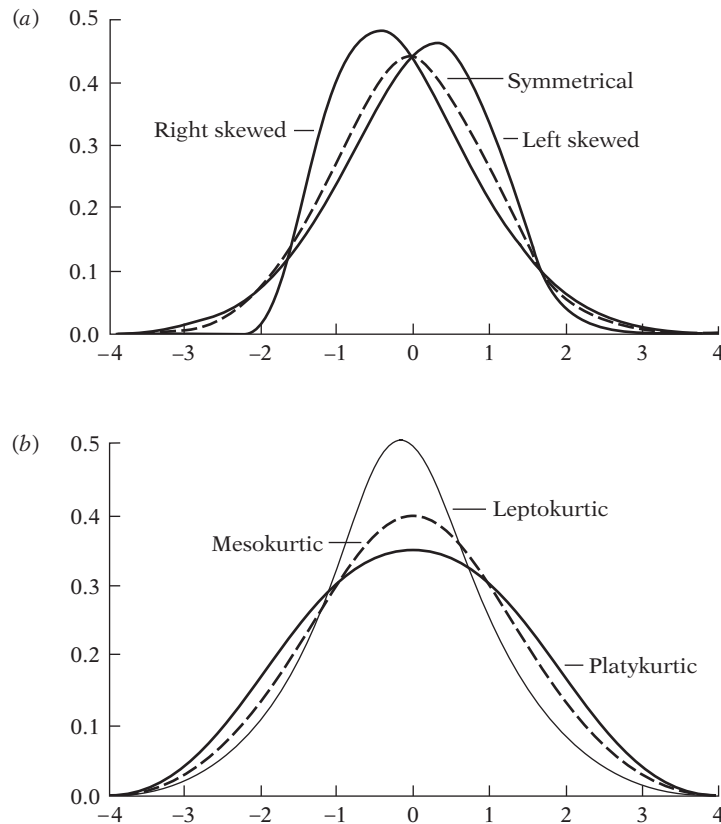 (a)
0.5
0.4
Symmetrical
0.3
Right skewed
Left skewed
0.2
0.1
0.0
–4 –3 –2 –1 0 1 2 3 4
(b)
0.5
Leptokurtic
0.4
Mesokurtic
0.3
0.2
Platykurtic
0.1
0.0
–4 –3 –2 –1 0 1 2 3 4